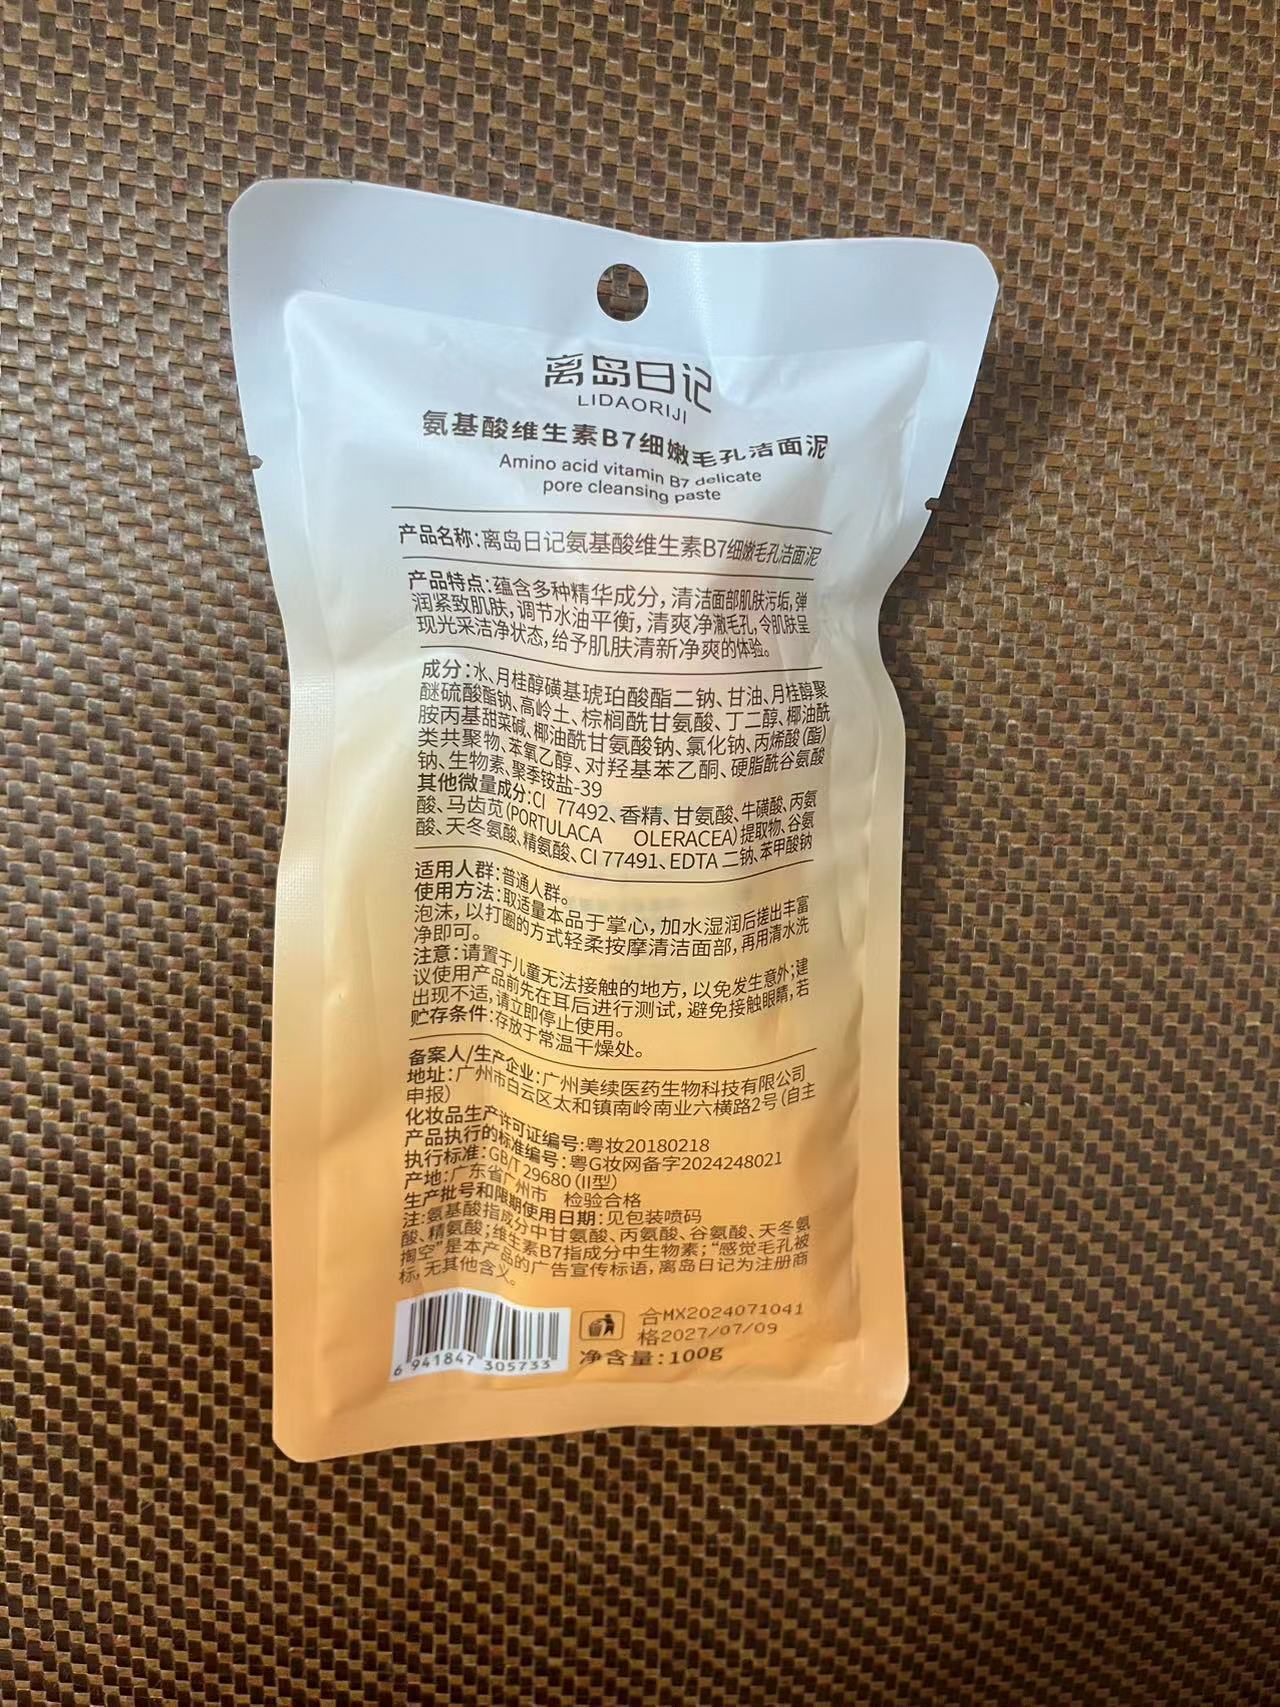 离岛日记
LIDAORIJI
氨基酸维生素B7细嫩毛孔洁面泥
Amino acid vitamin B7 delicate
pore cleansing paste
产品名称:离岛日记氨基酸维生素B7细嫩毛孔洁面泥
产品特点:蕴含多种精华成分,清洁面部肌肤污垢,弹
润紧致肌肤,调节水油平衡,清爽净澈毛孔,令肌肤呈
现光采洁净状态,给予肌肤清新净爽的体验。
成分:水、月桂醇磺基琥珀酸酯二钠、甘油、月桂醇聚
醚硫酸酯钠、高岭土、棕榈酰甘氨酸、丁二醇、椰油酰
胺丙基甜菜碱、椰油酰甘氨酸钠、氯化钠、丙烯酸(酯)
类共聚物、苯氧乙醇、对羟基苯乙酮、硬脂酰谷氨酸
钠、生物素、聚季铵盐-39
其他微量成分:CI 77492、香精、甘氨酸、牛磺酸、丙氨
酸、马齿苋(PORTULACA OLERACEA)提取物、谷氨
酸、天冬氨酸、精氨酸、CI 77491、EDTA 二钠、苯甲酸钠
适用人群:普通人群。
使用方法:取适量本品于掌心,加水湿润后搓出丰富
泡沫,以打圈的方式轻柔按摩清洁面部,再用清水洗
净即可。
注意:请置于儿童无法接触的地方,以免发生意外;建
议使用产品前先在耳后进行测试,避免接触眼睛,若
出现不适,请立即停止使用。
贮存条件:存放于常温干燥处。
备案人/生产企业:广州美续医药生物科技有限公司
地址:广州市白云区太和镇南岭南业六横路2号(自主
申报)
化妆品生产许可证编号:粤妆20180218
产品执行的标准编号:粤G妆网备字2024248021
执行标准:GB/T 29680(II型)
产地:广东省广州市 检验合格
生产批号和限期使用日期:见包装喷码
注:氨基酸指成分中甘氨酸、丙氨酸、谷氨酸、天冬氨
酸、精氨酸;维生素B7指成分中生物素;“感觉毛孔被
掏空”是本产品的广告宣传标语,离岛日记为注册商
标,无其他含义。
合MX2024071041
格2027/07/09
净含量:100g
6 941847 305733